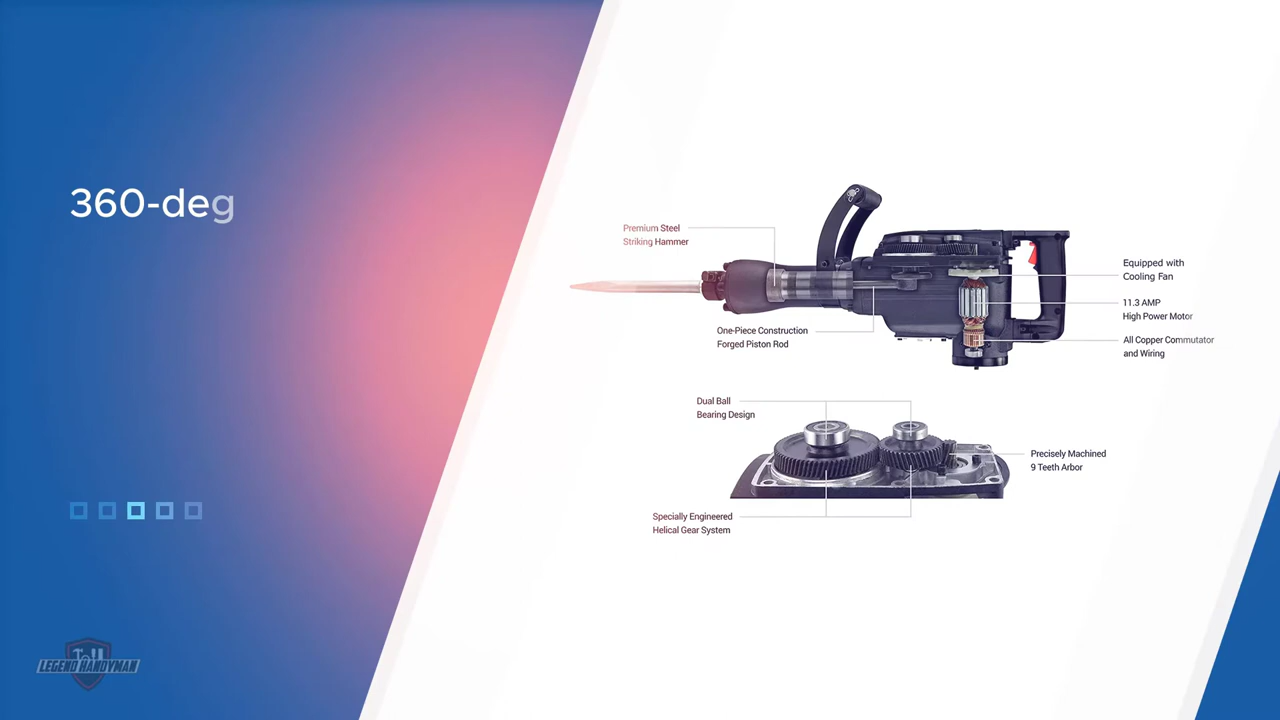 360-deg
Premium Steel
Striking Hammer
Equipped with
Cooling Fan
11.3 AMP
High Power Motor
One-Piece Construction
Forged Piston Rod
All Copper Commutator
and Wiring
Dual Ball
Bearing Design
Precisely Machined
9 Teeth Arbor
Specially Engineered
Helical Gear System
LEGEND HANDYMAN